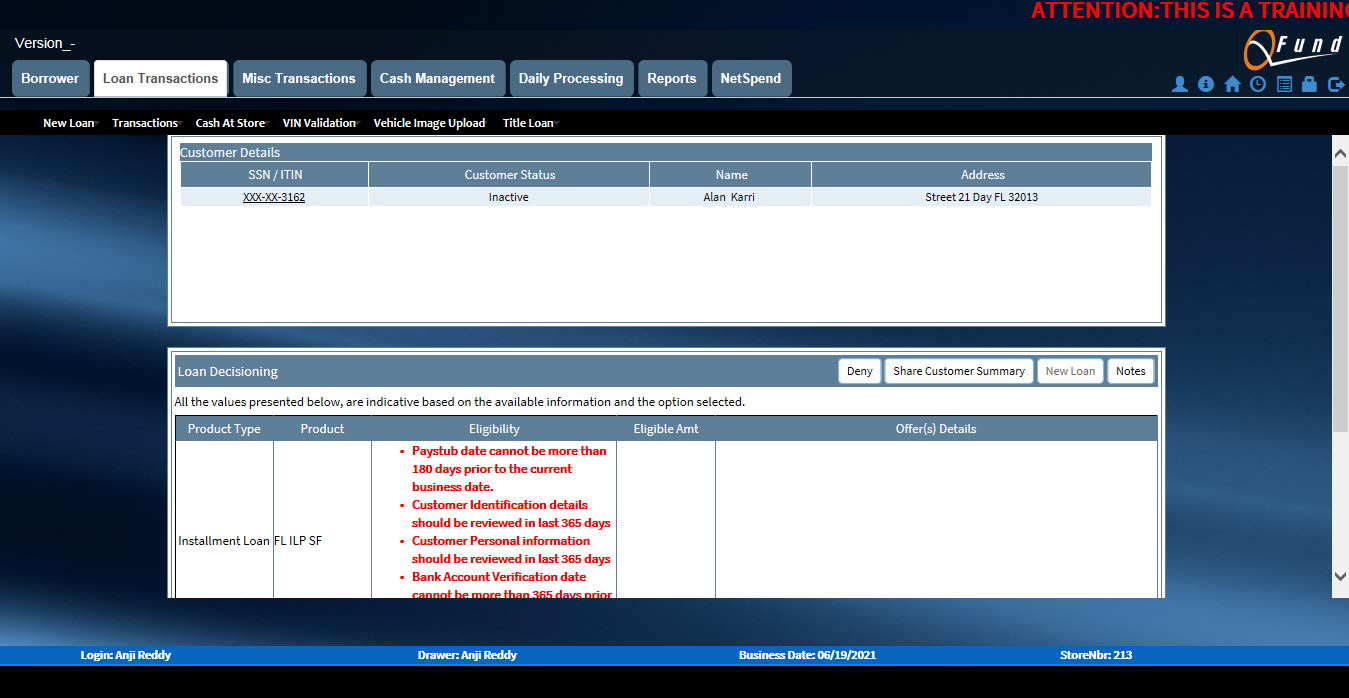 ATTENTION:THIS IS A TRAINING
Version_-
QFund
Borrower Loan Transactions Misc Transactions Cash Management Daily Processing Reports NetSpend
New Loan Transactions Cash At Store VIN Validation Vehicle Image Upload Title Loan
Customer Details
SSN / ITIN Customer Status Name Address
XXX-XX-3162 Inactive Alan Karri Street 21 Day FL 32013
Loan Decisioning Deny Share Customer Summary New Loan Notes
All the values presented below, are indicative based on the available information and the option selected.
Product Type Product Eligibility Eligible Amt Offer(s) Details
• Paystub date cannot be more than
180 days prior to the current
business date.
• Customer Identification details
should be reviewed in last 365 days
Installment Loan FL ILP SF
• Customer Personal information
should be reviewed in last 365 days
• Bank Account Verification date
cannot be more than 365 days prior
Login: Anji Reddy Drawer: Anji Reddy Business Date: 06/19/2021 StoreNbr: 213